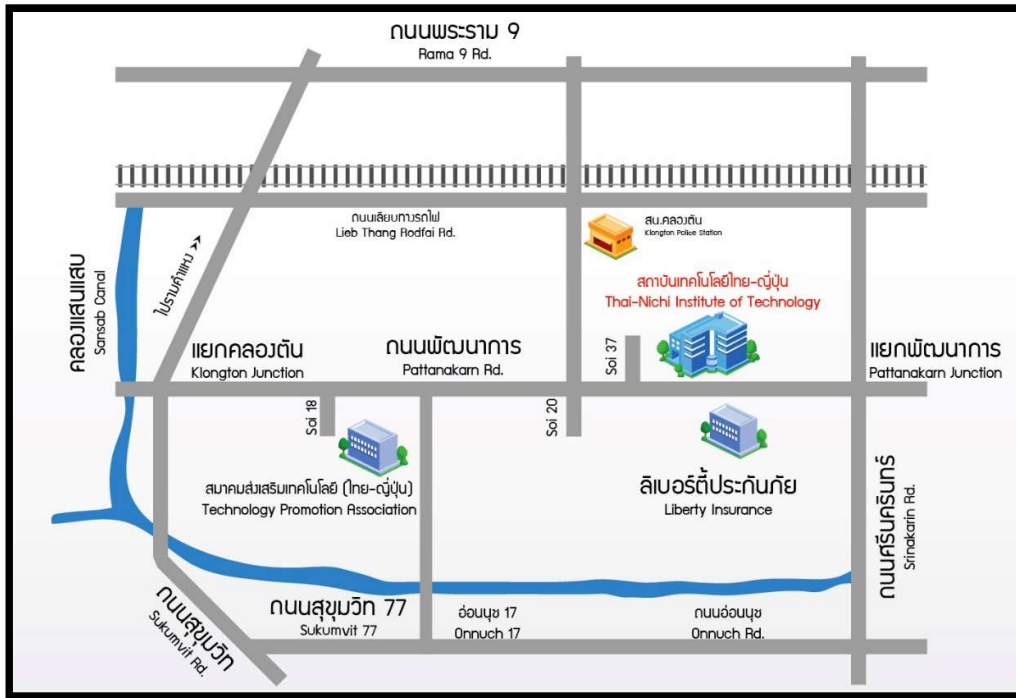 ถนนพระราม 9
Rama 9 Rd.
ถนนเลียบทางรถไฟ
Lieb Thang Rodfai Rd.
สน.คลองตัน
Klongton Police Station
คลองแสนแสบ
Sansab Canal
ไปรามคำแหง >>
สถาบันเทคโนโลยีไทย-ญี่ปุ่น
Thai-Nichi Institute of Technology
แยกคลองตัน
Klongton Junction
ถนนพัฒนาการ
Pattanakarn Rd.
Soi 37
แยกพัฒนาการ
Pattanakarn Junction
Soi 18
Soi 20
สมาคมส่งเสริมเทคโนโลยี (ไทย-ญี่ปุ่น)
Technology Promotion Association
ลิเบอร์ตี้ประกันภัย
Liberty Insurance
ถนนศรีนครินทร์
Srinakarin Rd.
ถนนสุขุมวิท
Sukumvit Rd.
ถนนสุขุมวิท 77
Sukumvit 77
อ่อนนุช 17
Onnuch 17
ถนนอ่อนนุช
Onnuch Rd.